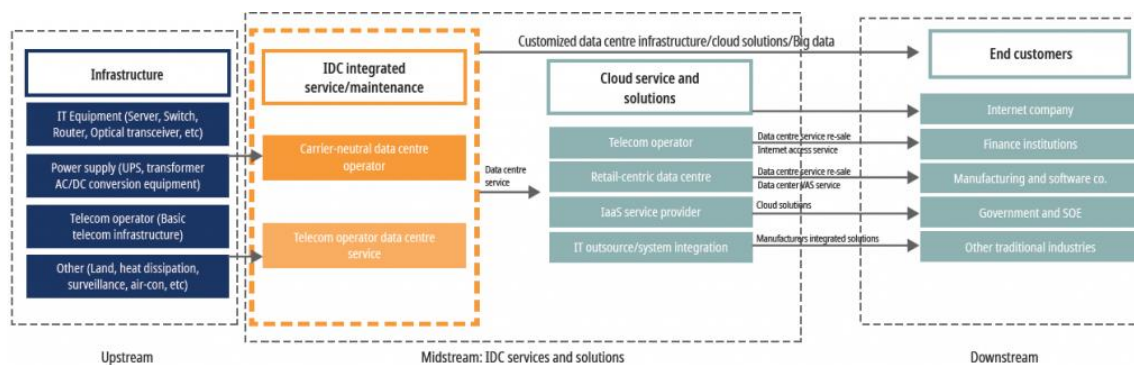 Customized data centre infrastructure/cloud solutions/Big data
Infrastructure
IT Equipment (Server, Switch,
Router, Optical transceiver, etc)
Power supply (UPS, transformer
AC/DC conversion equipment)
Telecom operator (Basic
telecom infrastructure)
Other (Land, heat dissipation,
surveillance, air-con, etc)
IDC integrated
service/maintenance
Carrier-neutral data centre
operator
Telecom operator data centre
service
Data centre
service
Cloud service and
solutions
Telecom operator
Retail-centric data centre
IaaS service provider
IT outsource/system integration
Data centre service re-sale
Internet access service
Data centre service re-sale
Data center VAS service
Cloud solutions
Manufacturers integrated solutions
End customers
Internet company
Finance institutions
Manufacturing and software co.
Government and SOE
Other traditional industries
Upstream
Midstream: IDC services and solutions
Downstream